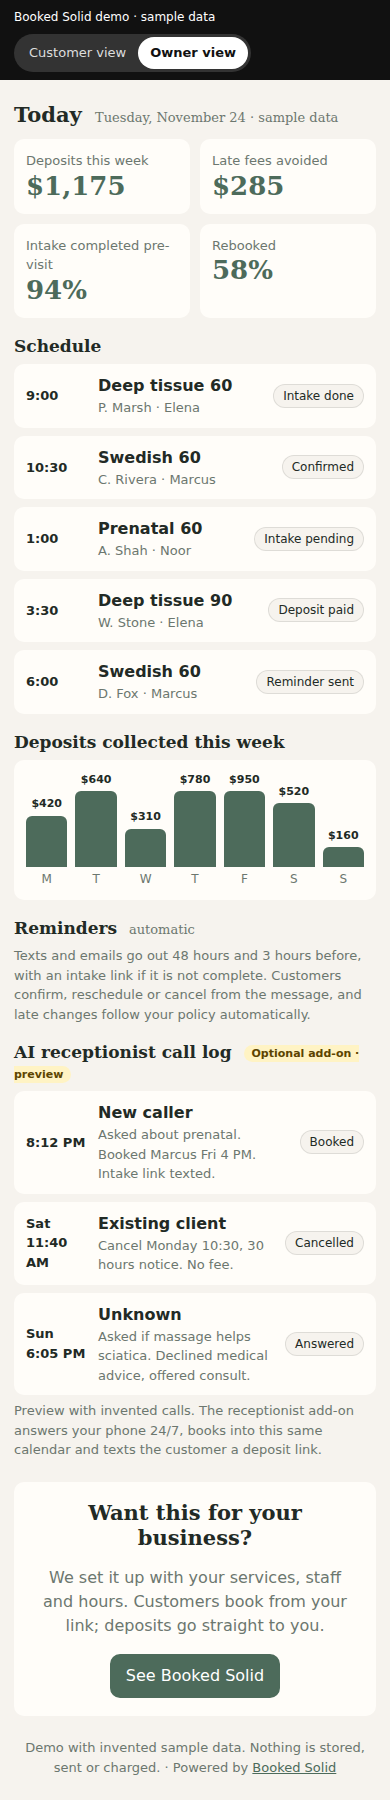 Booked Solid demo · sample data
Customer view
Owner view
Today Tuesday, November 24 · sample data
Deposits this week
$1,175
Late fees avoided
$285
Intake completed pre-
visit
94%
Rebooked
58%
Schedule
9:00
Deep tissue 60
P. Marsh · Elena
Intake done
10:30
Swedish 60
C. Rivera · Marcus
Confirmed
1:00
Prenatal 60
A. Shah · Noor
Intake pending
3:30
Deep tissue 90
W. Stone · Elena
Deposit paid
6:00
Swedish 60
D. Fox · Marcus
Reminder sent
Deposits collected this week
$420 $640 $310 $780 $950 $520 $160
M T W T F S S
Reminders automatic
Texts and emails go out 48 hours and 3 hours before,
with an intake link if it is not complete. Customers
confirm, reschedule or cancel from the message, and
late changes follow your policy automatically.
AI receptionist call log Optional add-on ·
preview
8:12 PM
New caller
Asked about prenatal.
Booked Marcus Fri 4 PM.
Intake link texted.
Booked
Sat
11:40
AM
Existing client
Cancel Monday 10:30, 30
hours notice. No fee.
Cancelled
Sun
6:05 PM
Unknown
Asked if massage helps
sciatica. Declined medical
advice, offered consult.
Answered
Preview with invented calls. The receptionist add-on
answers your phone 24/7, books into this same
calendar and texts the customer a deposit link.
Want this for your
business?
We set it up with your services, staff
and hours. Customers book from your
link; deposits go straight to you.
See Booked Solid
Demo with invented sample data. Nothing is stored,
sent or charged. · Powered by Booked Solid